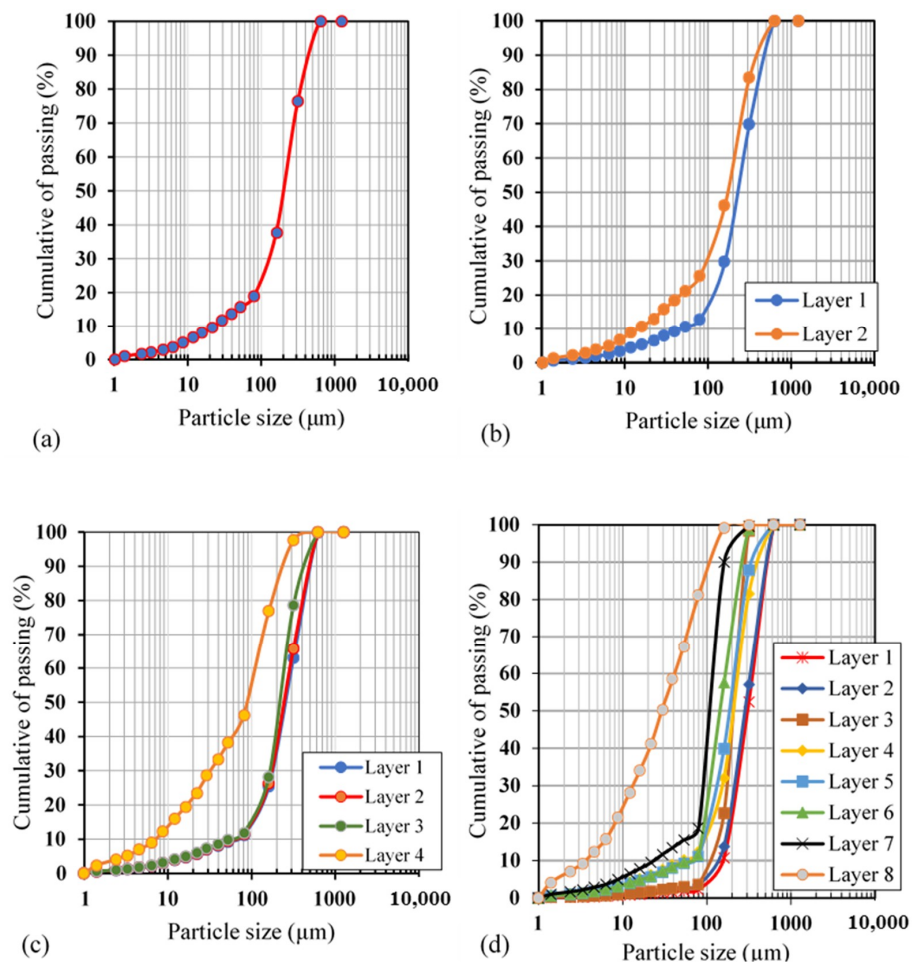 100
90
80
70
60
50
40
30
20
10
0
Cumulative of passing (%)
1 10 100 1000 10,000
Particle size (μm)
(a)
100
90
80
70
60
50
40
30
20
10
0
Cumulative of passing (%)
Layer 1
Layer 2
1 10 100 1000 10,000
Particle size (μm)
(b)
100
90
80
70
60
50
40
30
20
10
0
Cumulative of passing (%)
Layer 1
Layer 2
Layer 3
Layer 4
1 10 100 1000 10,000
Particle size (μm)
(c)
100
90
80
70
60
50
40
30
20
10
0
Cumulative of passing (%)
Layer 1
Layer 2
Layer 3
Layer 4
Layer 5
Layer 6
Layer 7
Layer 8
1 10 100 1000 10,000
Particle size (μm)
(d)